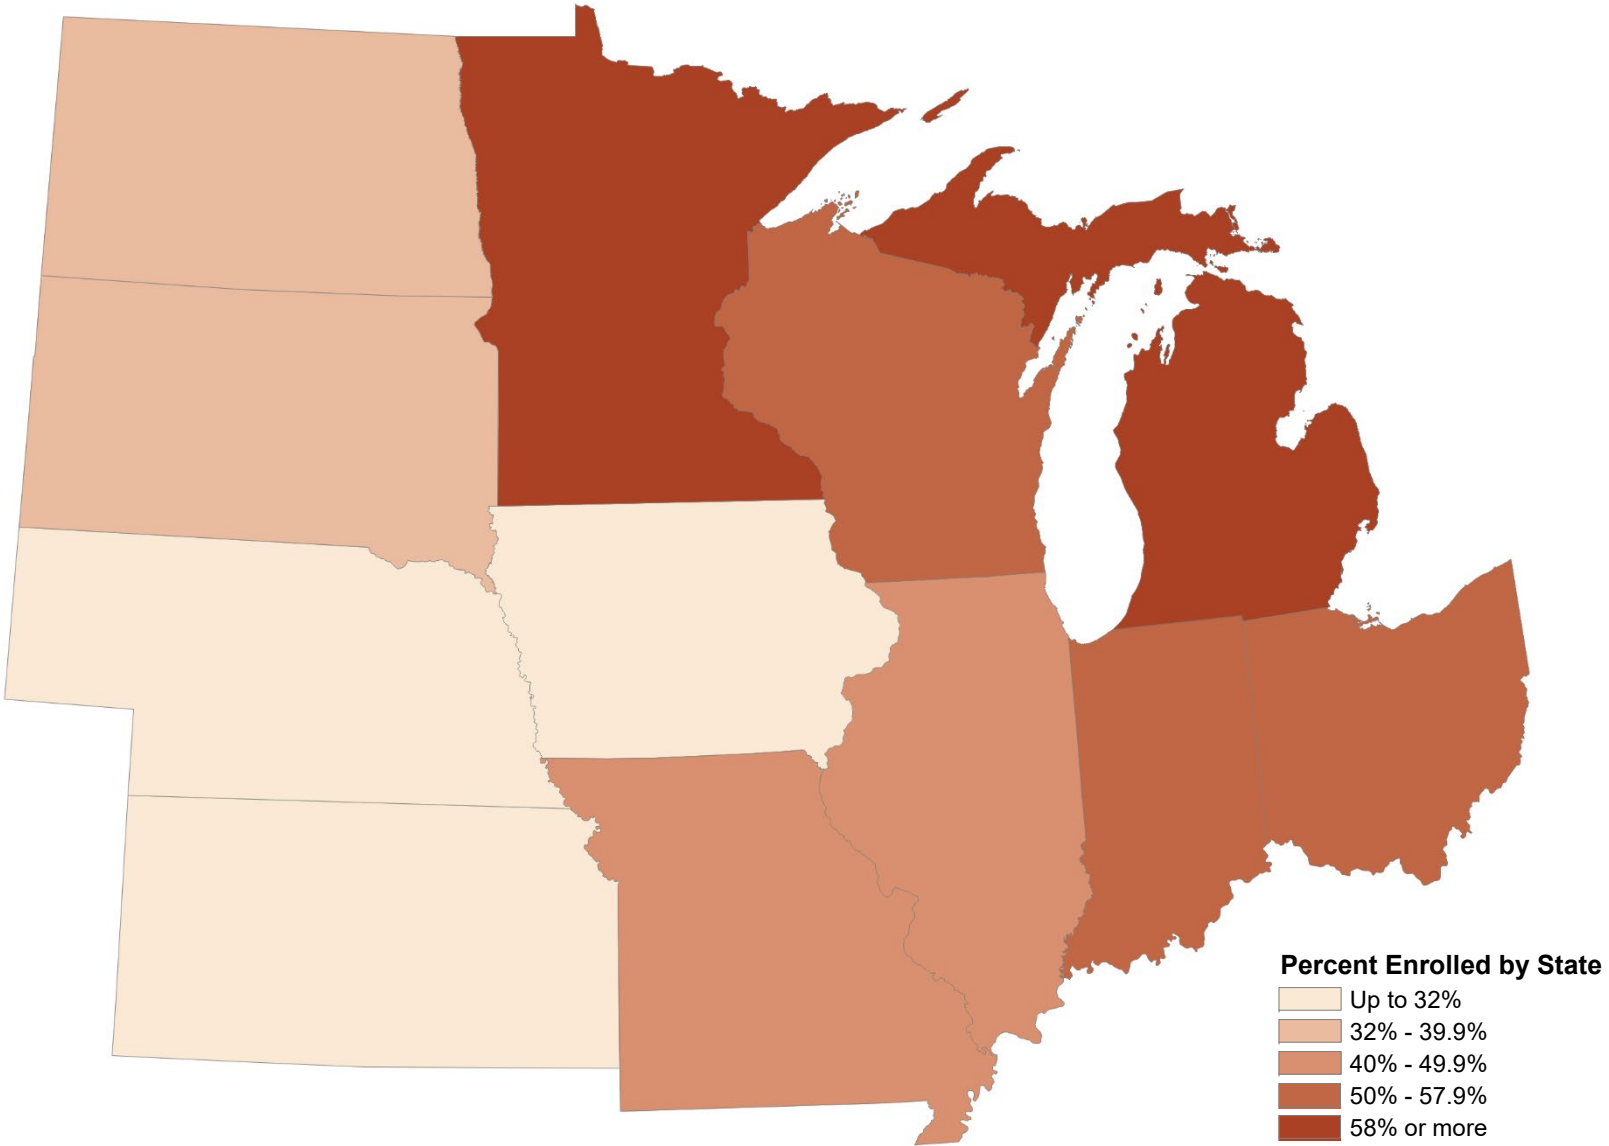 Percent Enrolled by State
Up to 32%
32% - 39.9%
40% - 49.9%
50% - 57.9%
58% or more